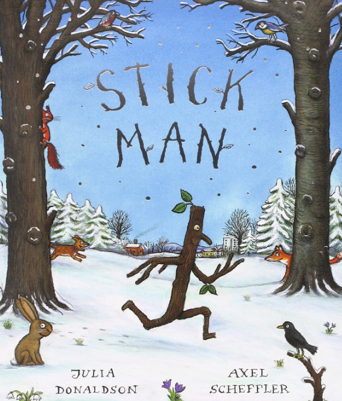 STICK
MAN
JULIA
DONALDSON
AXEL
SCHEFFLER